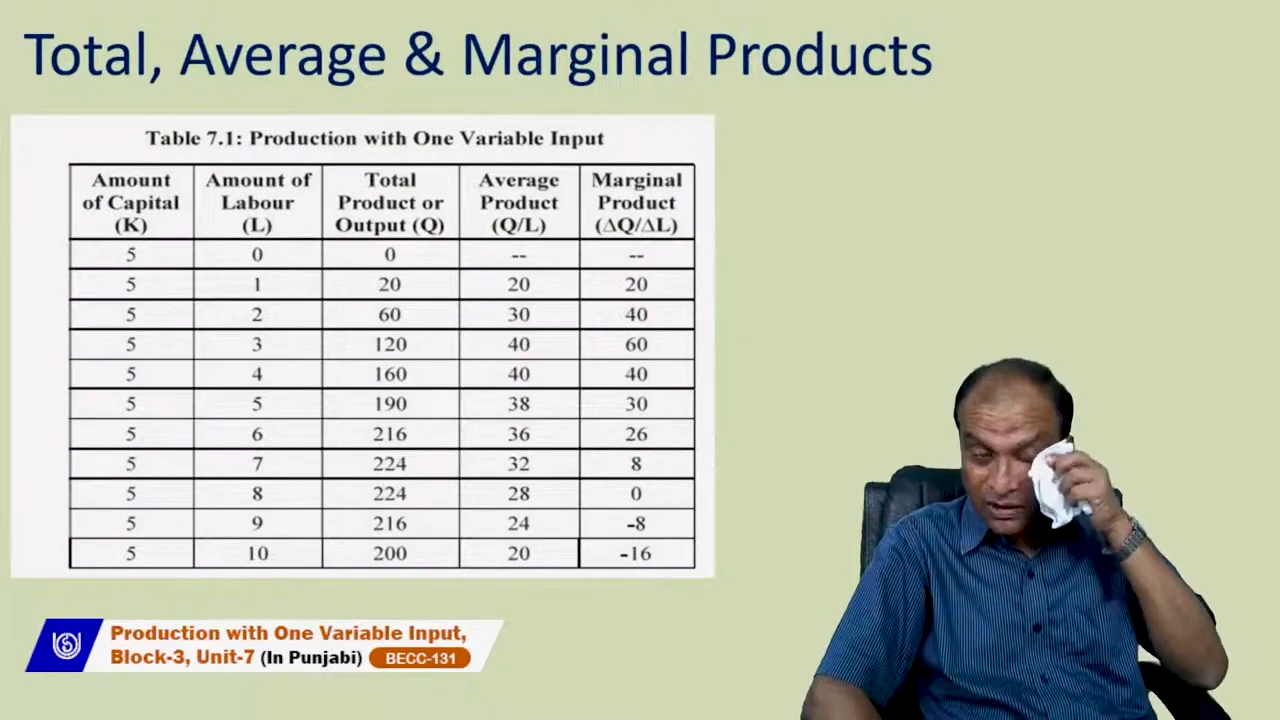 Total, Average & Marginal Products
Table 7.1: Production with One Variable Input
Amount of Capital (K) Amount of Labour (L) Total Product or Output (Q) Average Product (Q/L) Marginal Product (ΔQ/ΔL)
5 0 0 -- --
5 1 20 20 20
5 2 60 30 40
5 3 120 40 60
5 4 160 40 40
5 5 190 38 30
5 6 216 36 26
5 7 224 32 8
5 8 224 28 0
5 9 216 24 -8
5 10 200 20 -16
Production with One Variable Input,
Block-3, Unit-7 (In Punjabi) BECC-131